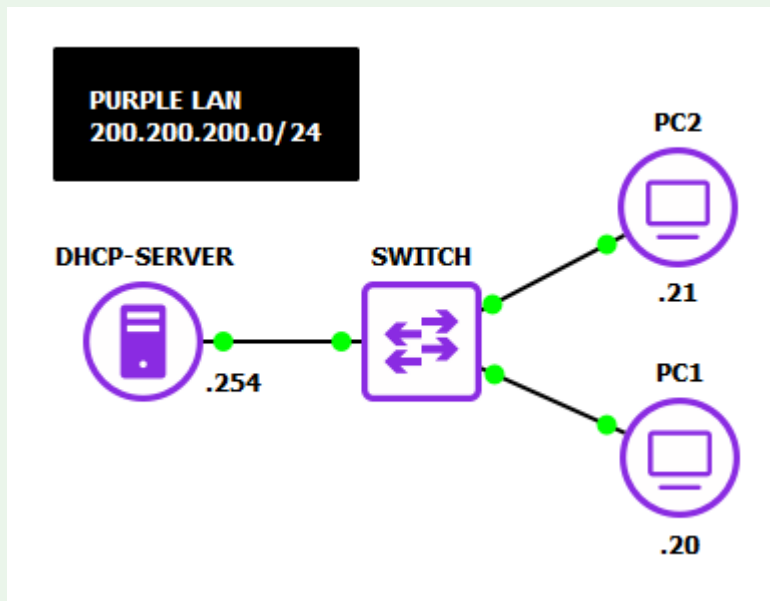 PURPLE LAN
200.200.200.0/24
PC2
DHCP-SERVER
SWITCH
.21
.254
PC1
.20